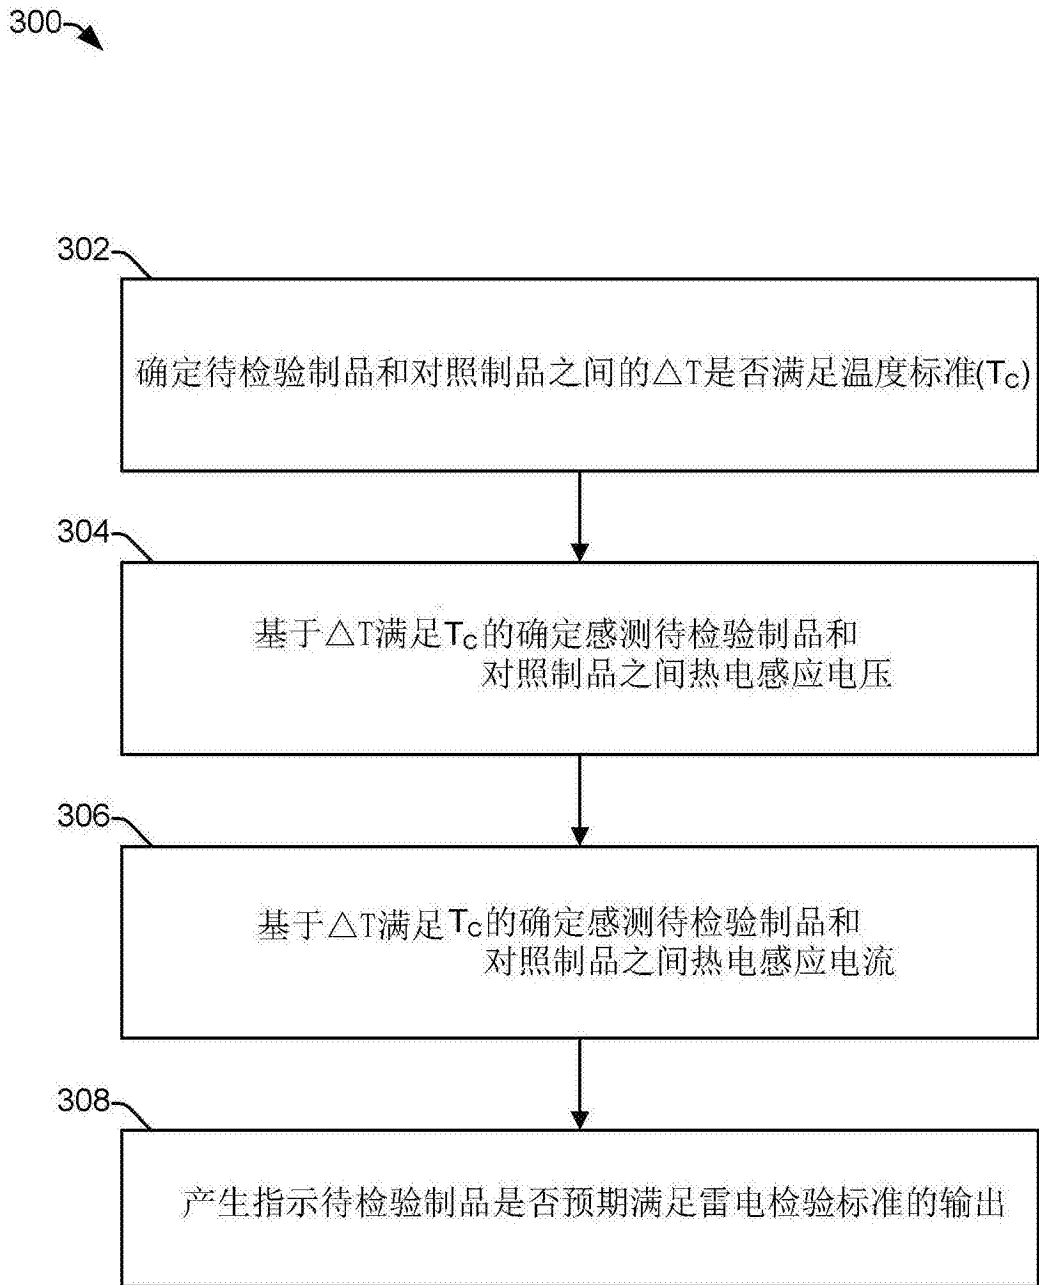 300
302
确定待检验制品和对照制品之间的△T是否满足温度标准(TC)
304
基于△T满足TC的确定感测待检验制品和
对照制品之间热电感应电压
306
基于△T满足TC的确定感测待检验制品和
对照制品之间热电感应电流
308
产生指示待检验制品是否预期满足雷电检验标准的输出